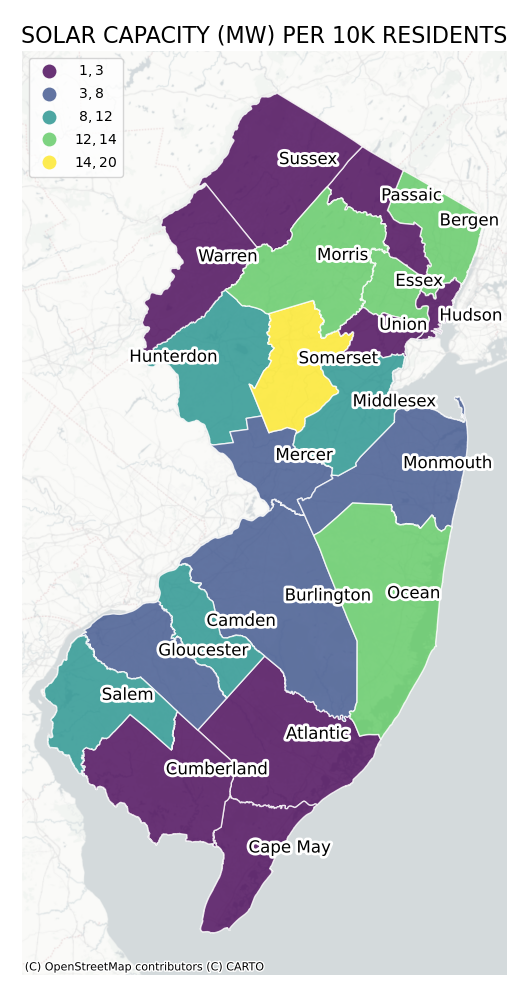 SOLAR CAPACITY (MW) PER 10K RESIDENTS
1, 3
3, 8
8, 12
12, 14
14, 20
Sussex
Passaic
Bergen
Warren
Morris
Essex
Hudson
Union
Hunterdon
Somerset
Middlesex
Mercer
Monmouth
Burlington
Ocean
Camden
Gloucester
Salem
Atlantic
Cumberland
Cape May
(C) OpenStreetMap contributors (C) CARTO